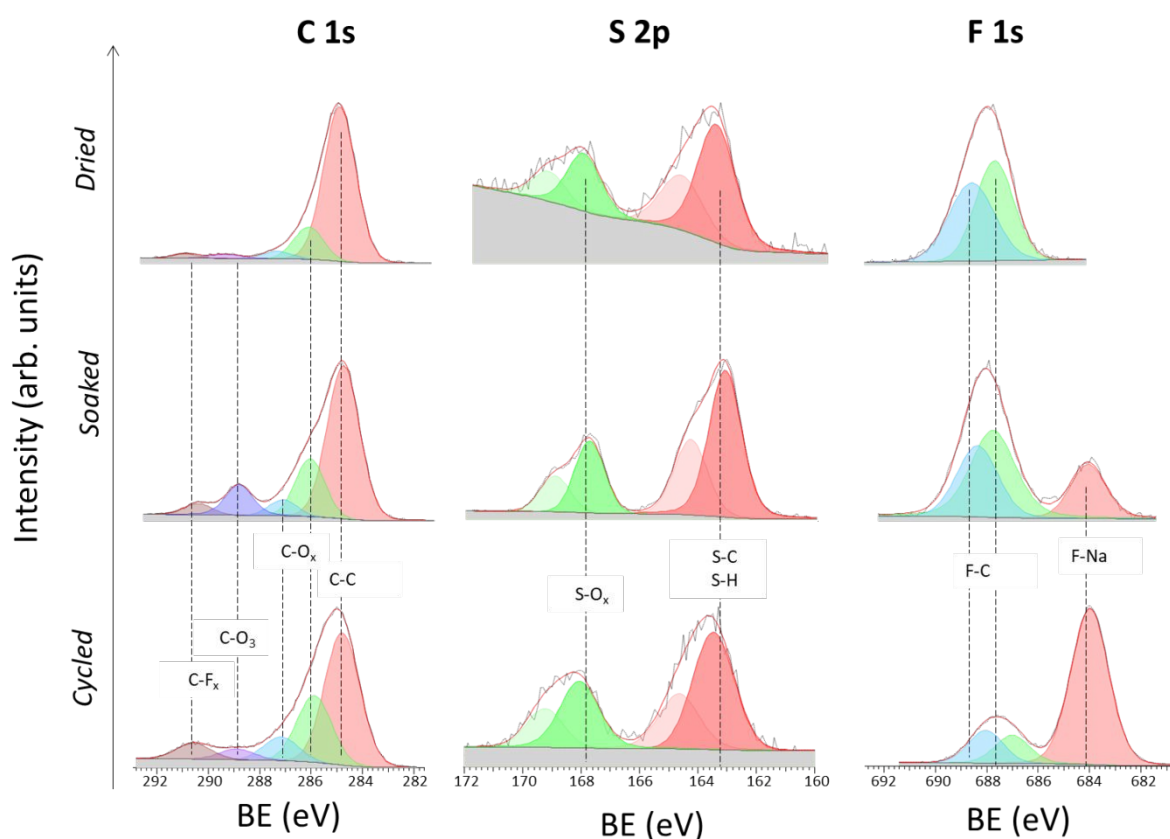 C 1s
S 2p
F 1s
Intensity (arb. units)
Dried
Soaked
Cycled
C-Oₓ
C-C
C-O₃
C-Fₓ
S-Oₓ
S-C
S-H
F-C
F-Na
292 290 288 286 284 282
172 170 168 166 164 162 160
692 690 688 686 684 682
BE (eV)
BE (eV)
BE (eV)